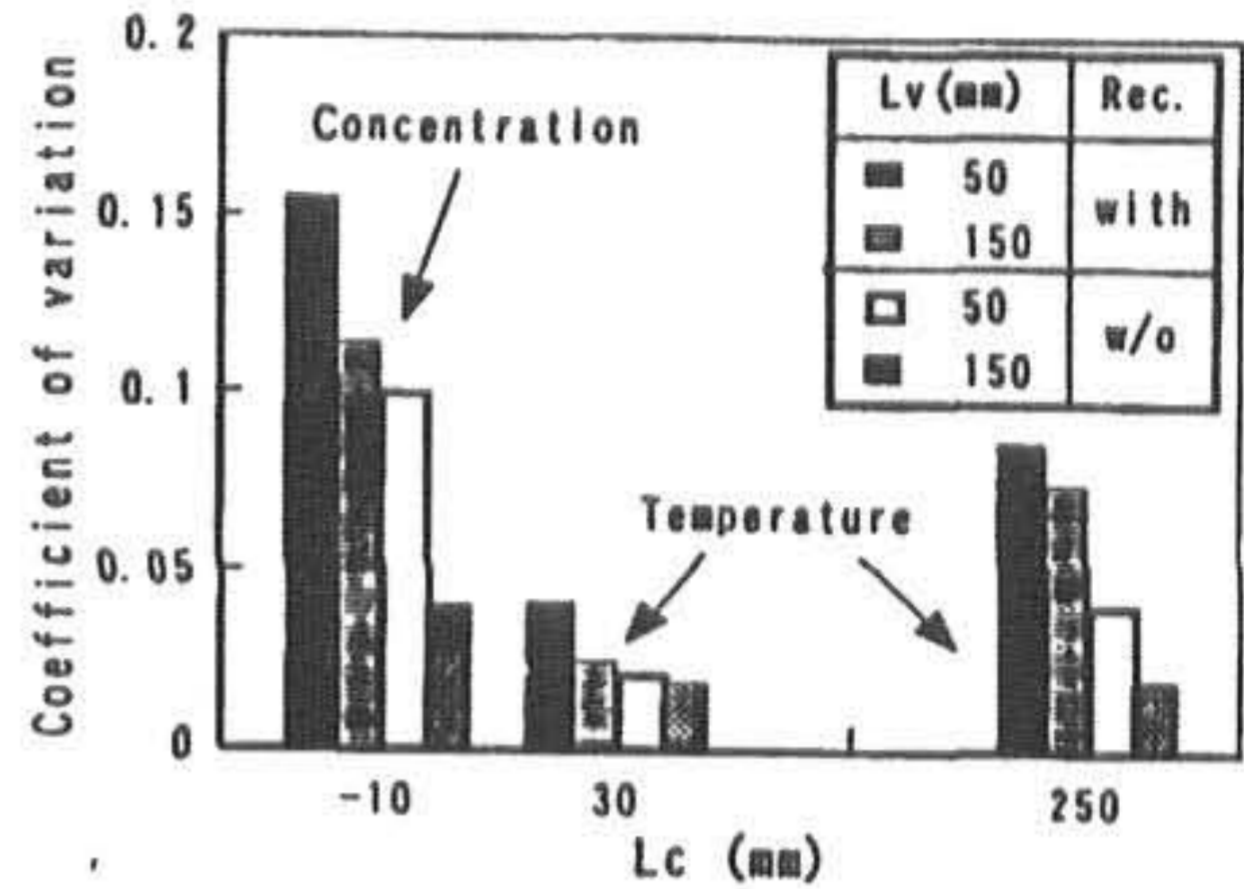 0.2
0.15
0.1
0.05
0
Coefficient of variation
Concentration
Temperature
Lv (mm) Rec.
50
150
with
50
150
w/o
-10 30 250
Lc (mm)